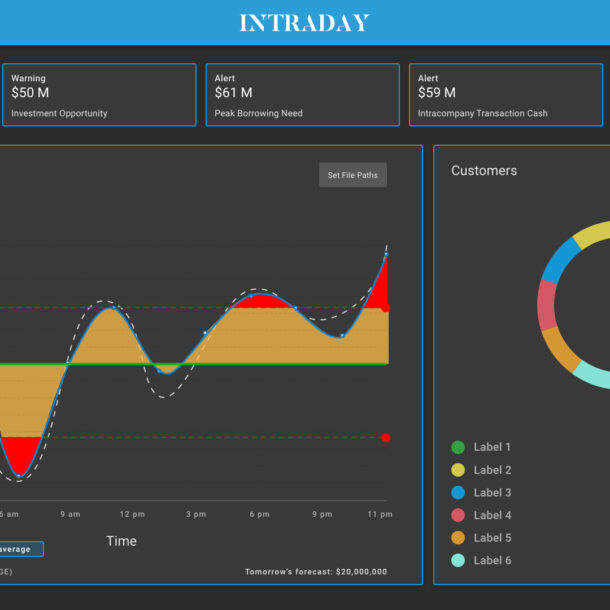 INTRADAY
Warning
$50 M
Investment Opportunity
Alert
$61 M
Peak Borrowing Need
Alert
$59 M
Intracompany Transaction Cash
Set File Paths
6 am 9 am 12 pm 3 pm 6 pm 9 pm 11 pm
Time
average
GE)
Tomorrow's forecast: $20,000,000
Customers
Label 1
Label 2
Label 3
Label 4
Label 5
Label 6